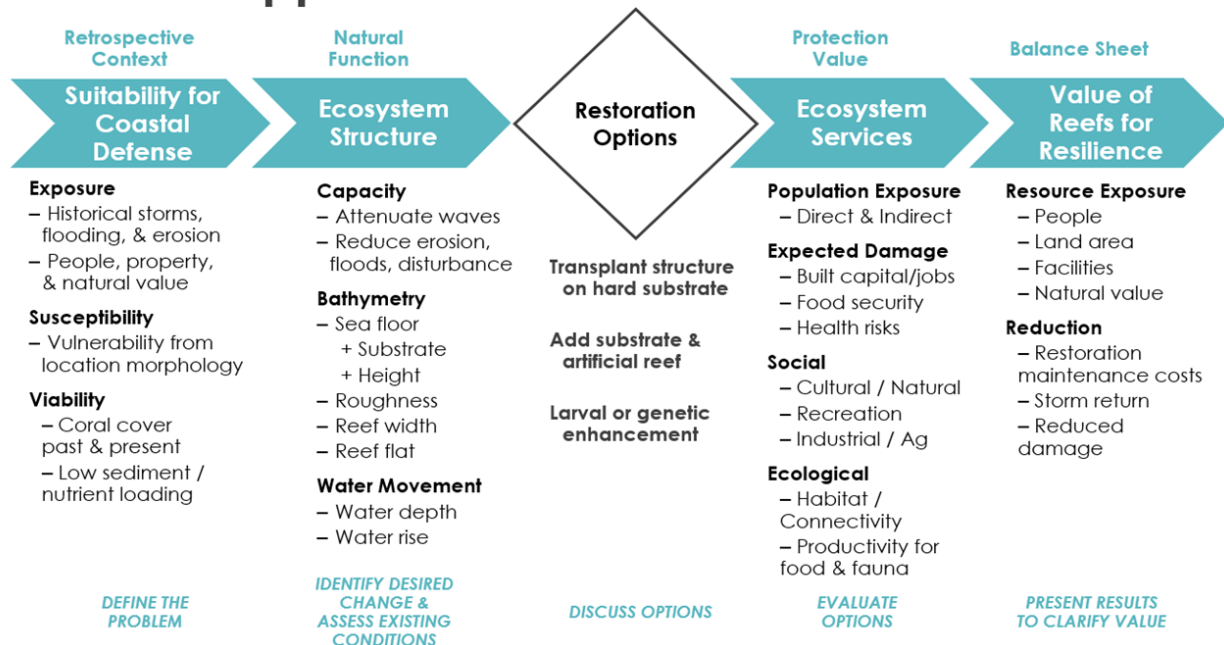 Retrospective
Context
Suitability for
Coastal
Defense
Exposure
– Historical storms,
flooding, & erosion
– People, property,
& natural value
Susceptibility
– Vulnerability from
location morphology
Viability
– Coral cover
past & present
– Low sediment /
nutrient loading
DEFINE THE
PROBLEM
Natural
Function
Ecosystem
Structure
Capacity
– Attenuate waves
– Reduce erosion,
floods, disturbance
Bathymetry
– Sea floor
+ Substrate
+ Height
– Roughness
– Reef width
– Reef flat
Water Movement
– Water depth
– Water rise
IDENTIFY DESIRED
CHANGE &
ASSESS EXISTING
CONDITIONS
Restoration
Options
Transplant structure
on hard substrate
Add substrate &
artificial reef
Larval or genetic
enhancement
DISCUSS OPTIONS
Protection
Value
Ecosystem
Services
Population Exposure
– Direct & Indirect
Expected Damage
– Built capital/jobs
– Food security
– Health risks
Social
– Cultural / Natural
– Recreation
– Industrial / Ag
Ecological
– Habitat /
Connectivity
– Productivity for
food & fauna
EVALUATE
OPTIONS
Balance Sheet
Value of
Reefs for
Resilience
Resource Exposure
– People
– Land area
– Facilities
– Natural value
Reduction
– Restoration
maintenance costs
– Storm return
– Reduced
damage
PRESENT RESULTS
TO CLARIFY VALUE